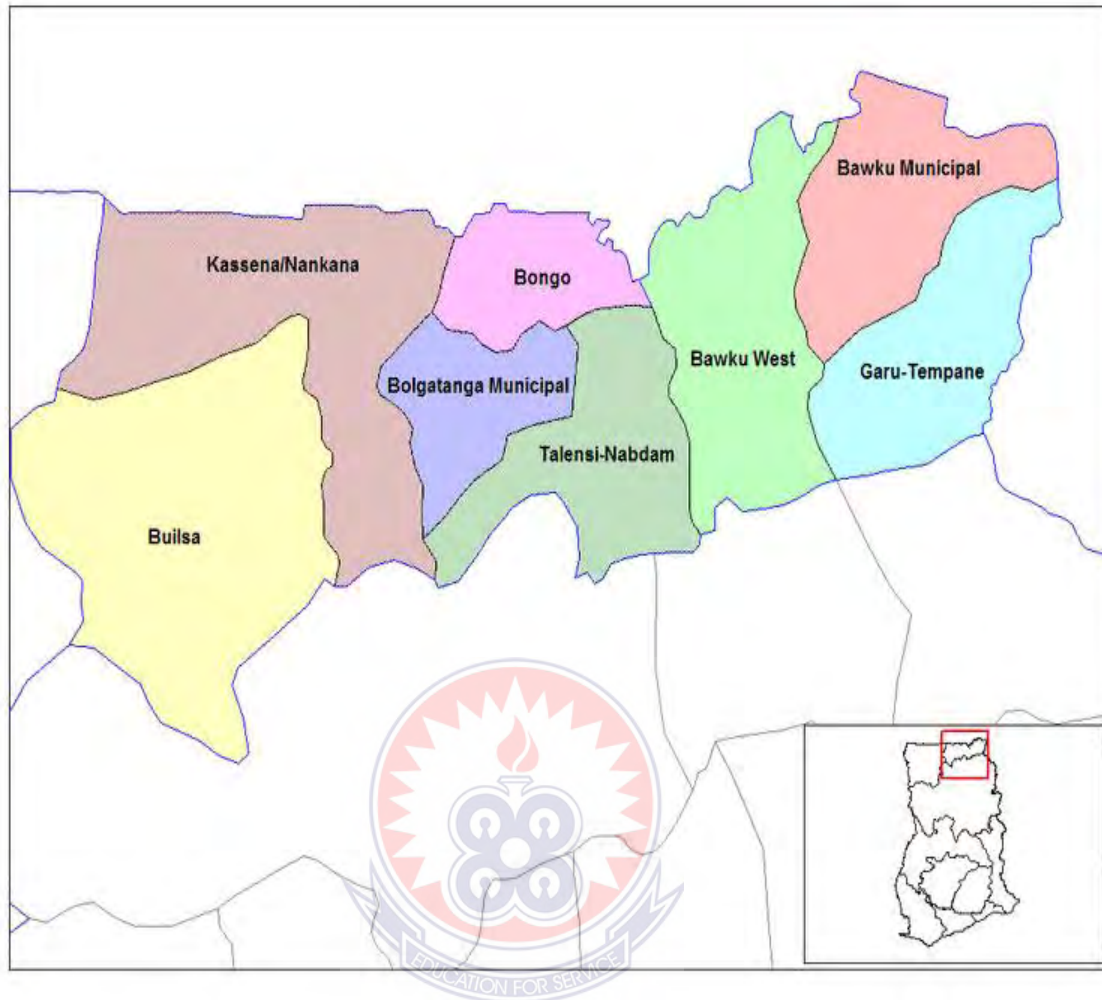 Bawku Municipal
Kassena/Nankana
Bongo
Bawku West
Garu-Tempane
Bolgatanga Municipal
Talensi-Nabdam
Builsa
EDUCATION FOR SERVICE